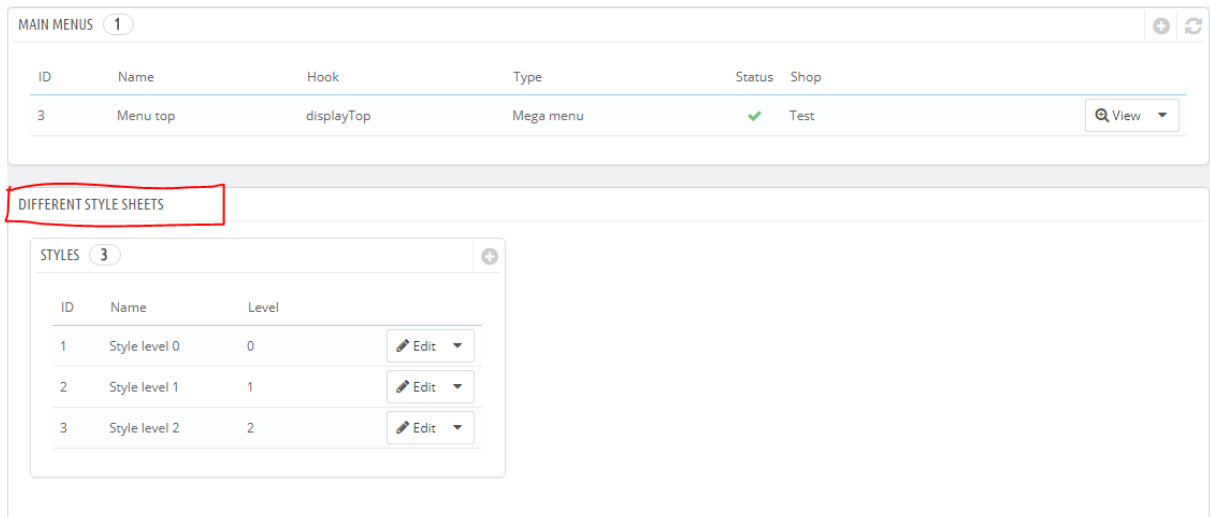 MAIN MENUS 1
ID Name Hook Type Status Shop
3 Menu top displayTop Mega menu Test View
DIFFERENT STYLE SHEETS
STYLES 3
ID Name Level
1 Style level 0 0 Edit
2 Style level 1 1 Edit
3 Style level 2 2 Edit